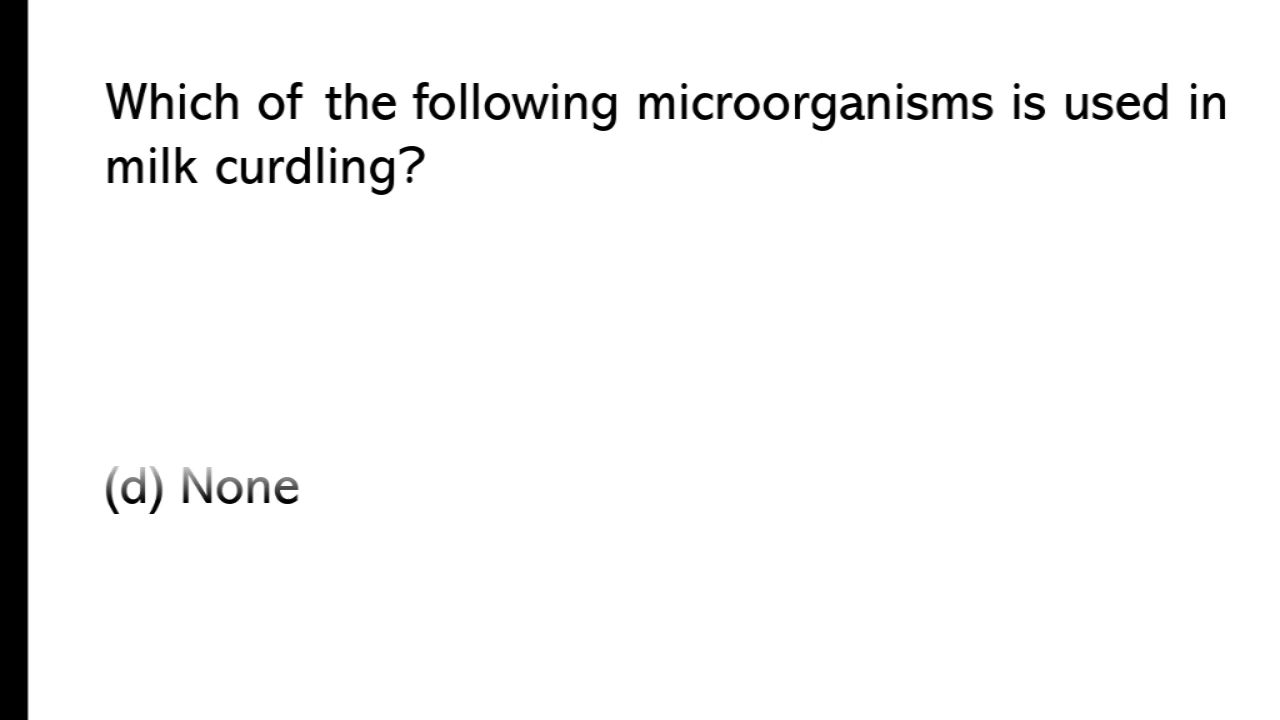 Which of the following microorganisms is used in
milk curdling?
(d) None